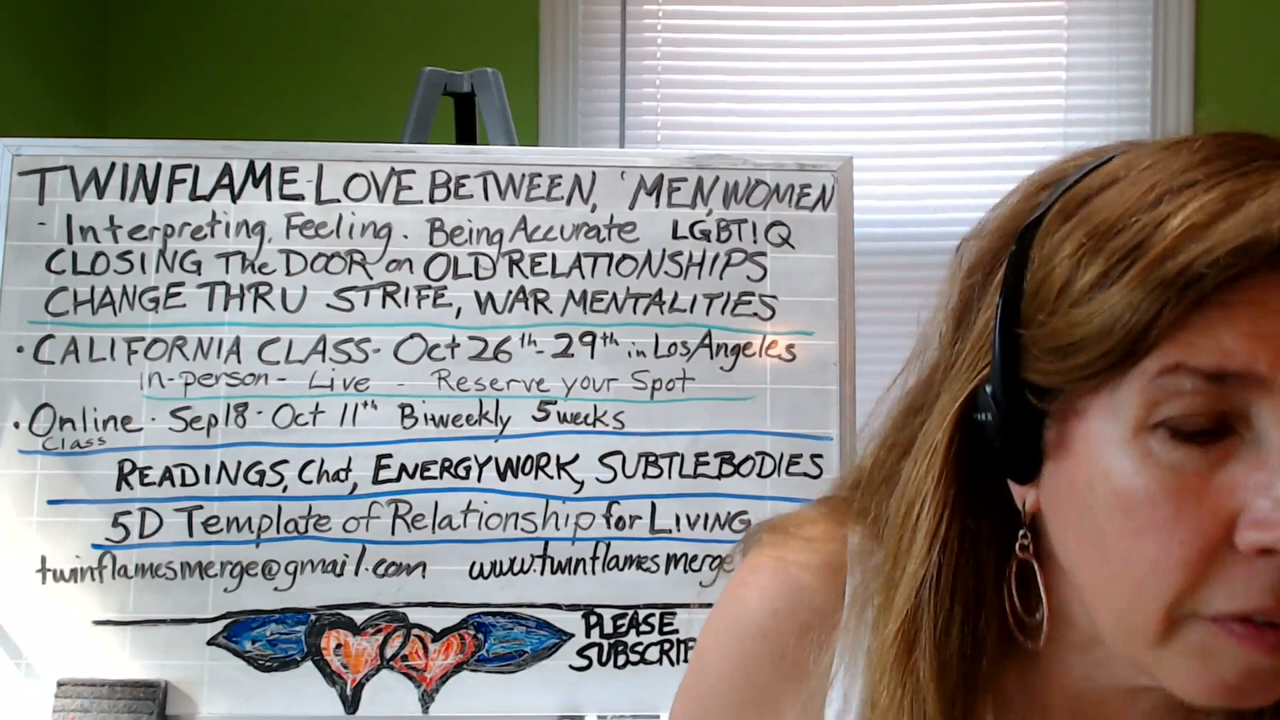 TWINFLAME-LOVE BETWEEN, 'MEN, WOMEN
- Interpreting, Feeling. Being Accurate LGBTIQ
CLOSING The DOOR on OLD RELATIONSHIPS
CHANGE THRU STRIFE, WAR MENTALITIES
• CALIFORNIA CLASS- Oct 26th-29th in Los Angeles
in-person - Live - Reserve your Spot
• Online - Sep 18 - Oct 11th Biweekly 5 weeks
Class
READINGS, Chat, ENERGYWORK, SUBTLEBODIES
5D Template of Relationship for LIVING
twinflamesmerge@gmail.com www.twinflamesmerge
PLEASE
SUBSCRIB